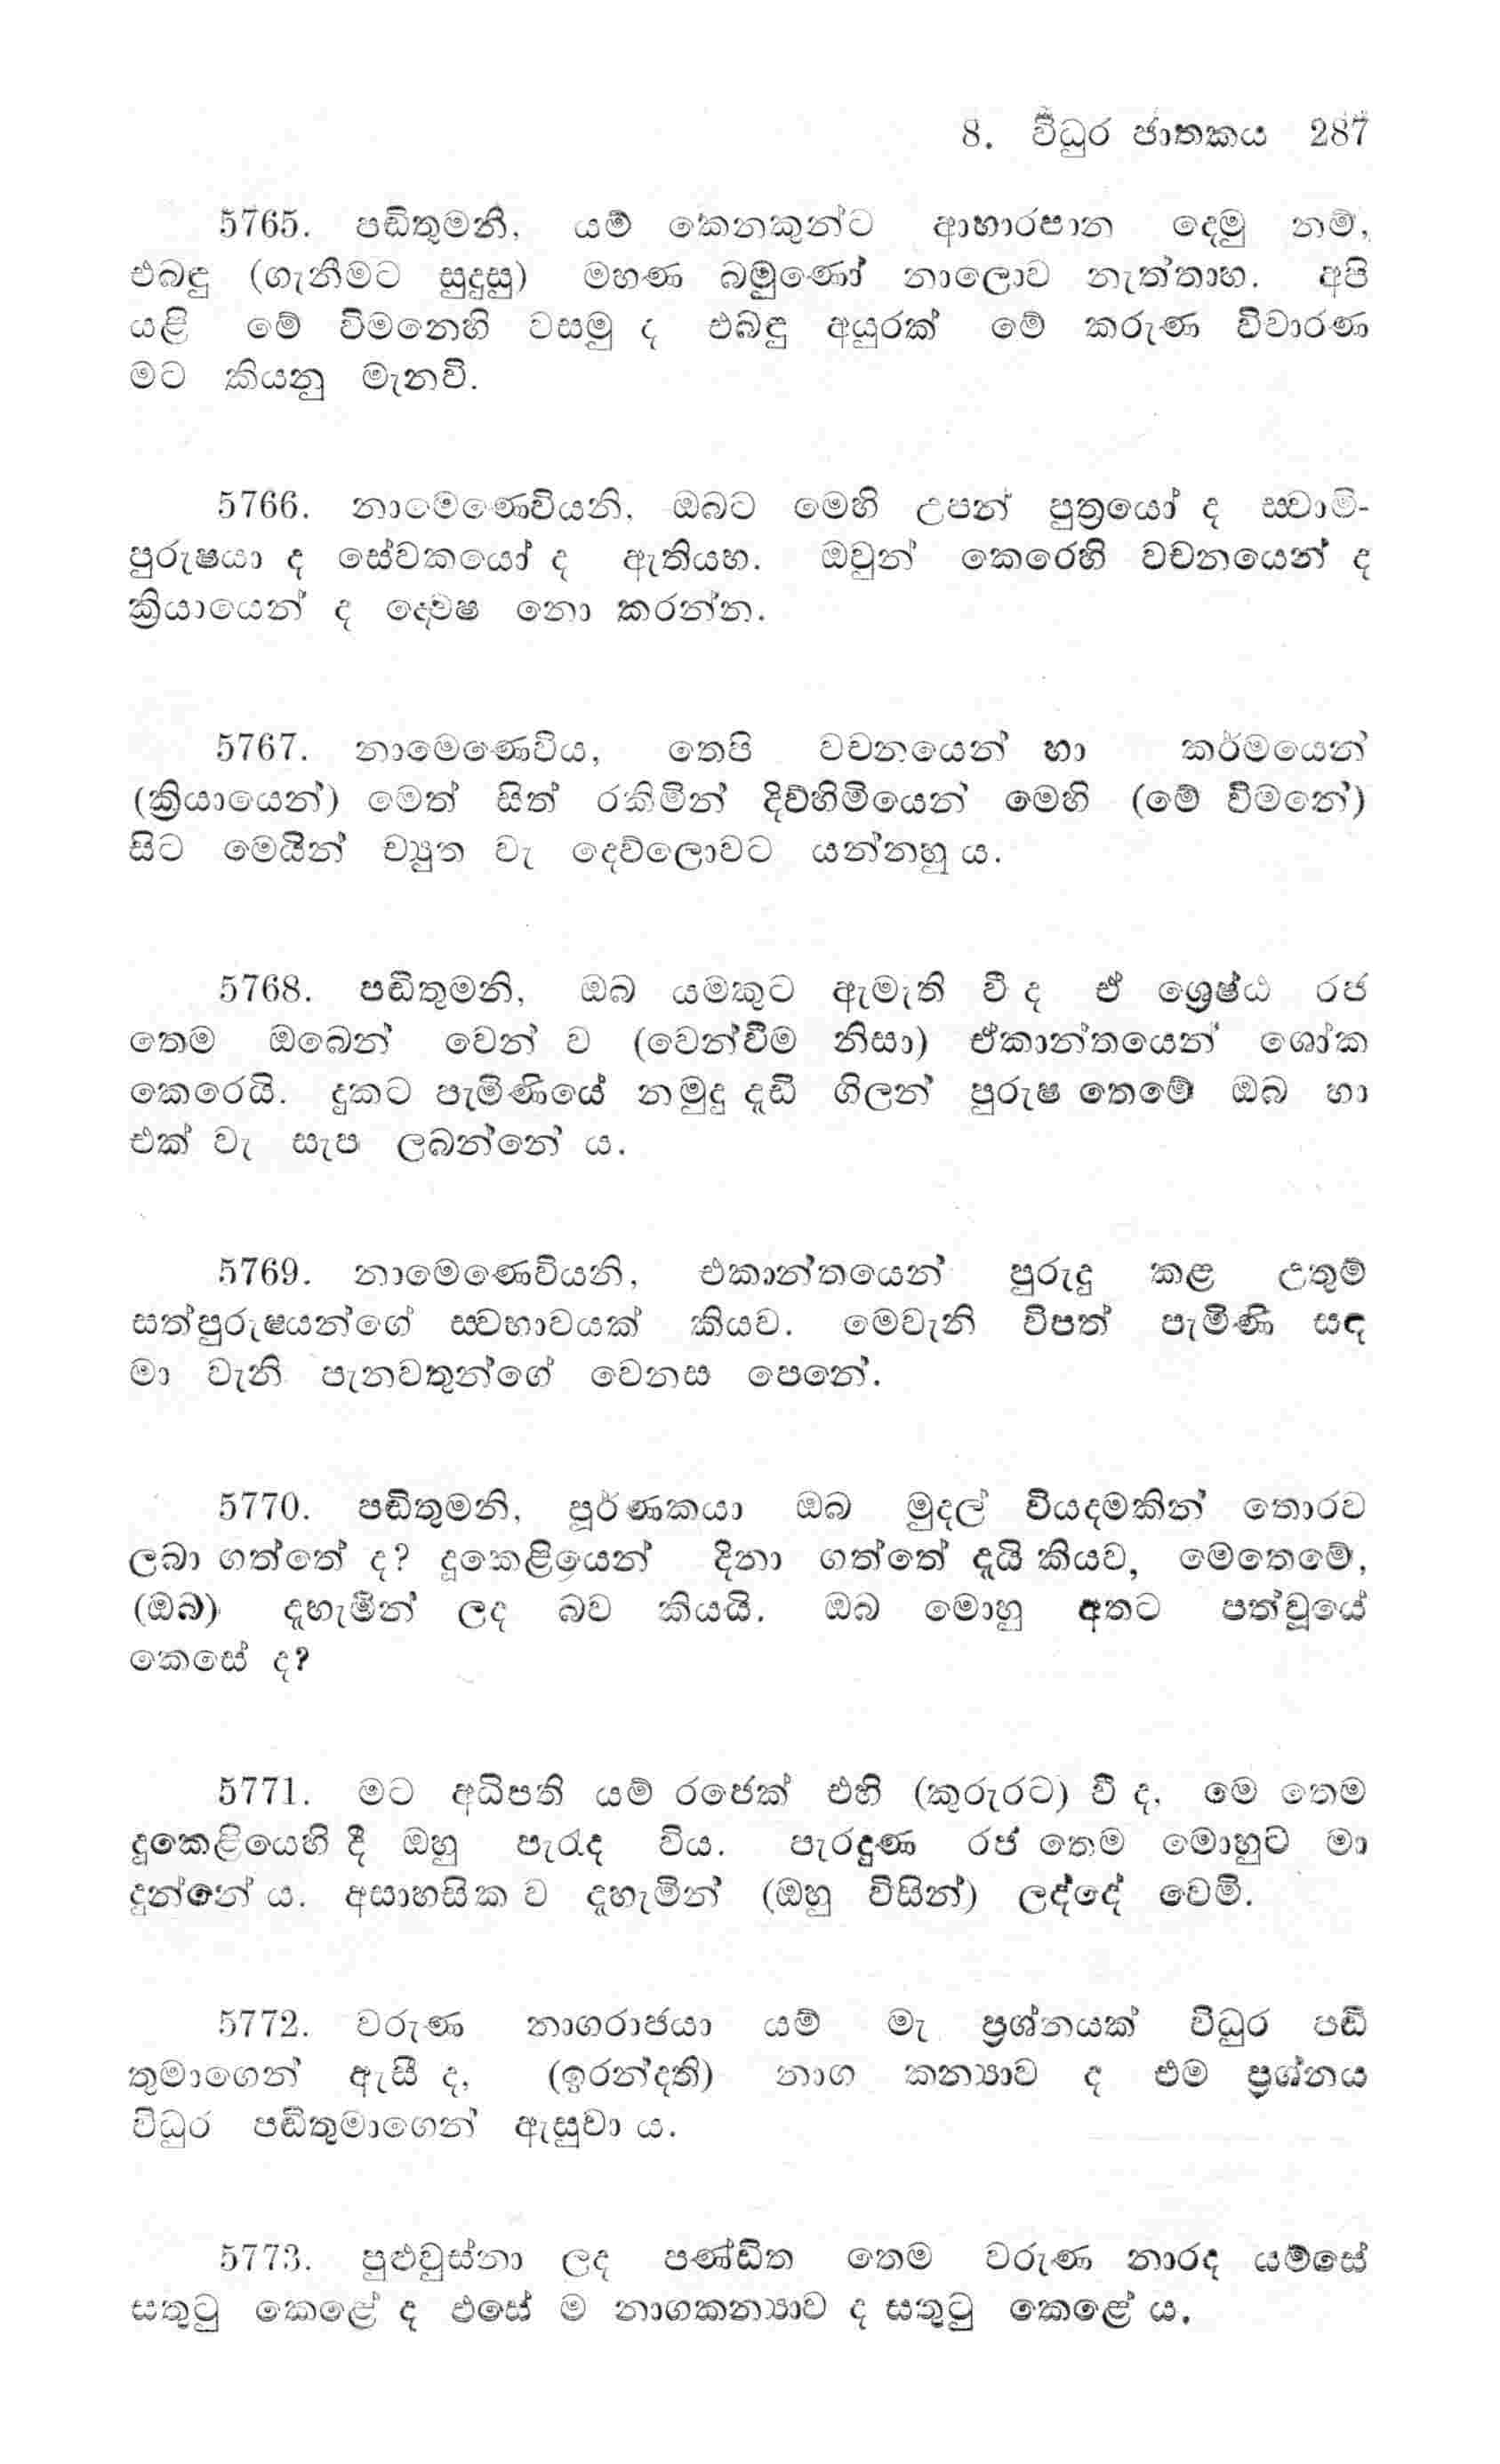 8. විධුර ජාතකය 287
5765. පඬිතුමනි, යම් කෙනකුන්ට ආහාරපාන දෙමු නම්,
එබඳු (ගැනීමට සුදුසු) මහණ බමුණෝ නාලොව නැත්තාහ. අපි
යළි මේ විමනෙහි වසමු ද එබඳු අයුරක් මේ කරුණ විචාරණ
මට කියනු මැනවි.
5766. නාමෙණෙවියනි, ඔබට මෙහි උපන් පුත්‍රයෝ ද ස්වාමි-
පුරුෂයා ද සේවකයෝ ද ඇතියහ. ඔවුන් කෙරෙහි වචනයෙන් ද
ක්‍රියායෙන් ද ද්වෙෂ නො කරන්න.
5767. නාමෙණෙවිය, තෙපි වචනයෙන් හා කර්මයෙන්
(ක්‍රියායෙන්) මෙත් සිත් රකිමින් දිව්හිමියෙන් මෙහි (මේ විමනේ)
සිට මෙයින් ච්‍යුත වැ දෙව්ලොවට යන්නහු ය.
5768. පඬිතුමනි, ඔබ යමකුට ඇමැති වී ද ඒ ශ්‍රෙෂ්ඨ රජ
තෙම ඔබෙන් වෙන් ව (වෙන්වීම නිසා) ඒකාන්තයෙන් ශෝක
කෙරෙයි. දුකට පැමිණියේ නමුදු දැඩි ගිලන් පුරුෂ තෙමේ ඔබ හා
එක් වැ සැප ලබන්නේ ය.
5769. නාමෙණෙවියනි, එකාන්තයෙන් පුරුදු කළ උතුම්
සත්පුරුෂයන්ගේ ස්වභාවයක් කියව. මෙවැනි විපත් පැමිණි සඳ
මා වැනි පැනවතුන්ගේ වෙනස පෙනේ.
5770. පඬිතුමනි, පූර්ණකයා ඔබ මුදල් වියදමකින් තොරව
ලබා ගත්තේ ද? දූකෙළියෙන් දිනා ගත්තේ දැයි කියව, මෙතෙමේ,
(ඔබ) දැහැමින් ලද බව කියයි. ඔබ මොහු අතට පත්වූයේ
කෙසේ ද?
5771. මට අධිපති යම් රජෙක් එහි (කුරුරට) වී ද, මෙ තෙම
දූකෙළියෙහි දී ඔහු පැරැද විය. පැරදුණ රජ තෙම මොහුට මා
දුන්නේ ය. අසාහසික ව දැහැමින් (ඔහු විසින්) ලද්දේ වෙමි.
5772. වරුණ නාගරාජයා යම් මැ ප්‍රශ්නයක් විධුර පඬි
තුමාගෙන් ඇසී ද, (ඉරන්දති) නාග කන්‍යාව ද එම ප්‍රශ්නය
විධුර පඬිතුමාගෙන් ඇසුවා ය.
5773. පුළුවුස්නා ලද පණ්ඩිත තෙම වරුණ නාරද යම්සේ
සතුටු කෙළේ ද එසේ ම නාගකන්‍යාව ද සතුටු කෙළේ ය.